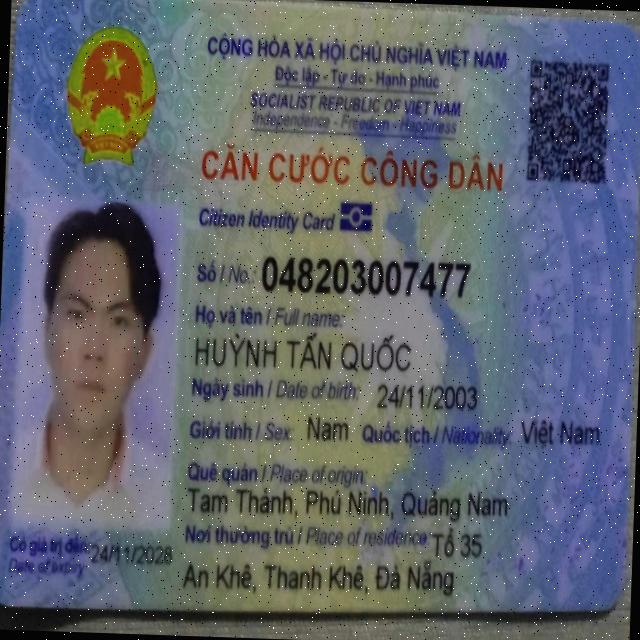 CỘNG HÒA XÃ HỘI CHỦ NGHĨA VIỆT NAM
Độc lập - Tự do - Hạnh phúc
SOCIALIST REPUBLIC OF VIET NAM
Independence - Freedom - Happiness
CĂN CƯỚC CÔNG DÂN
Citizen Identity Card
Số / No.: 048203007477
Họ và tên / Full name:
HUỲNH TẤN QUỐC
Ngày sinh / Date of birth: 24/11/2003
Giới tính / Sex: Nam Quốc tịch / Nationality: Việt Nam
Quê quán / Place of origin:
Tam Thành, Phú Ninh, Quảng Nam
Nơi thường trú / Place of residence: Tổ 35
An Khê, Thanh Khê, Đà Nẵng
Có giá trị đến: 24/11/2028
Date of expiry